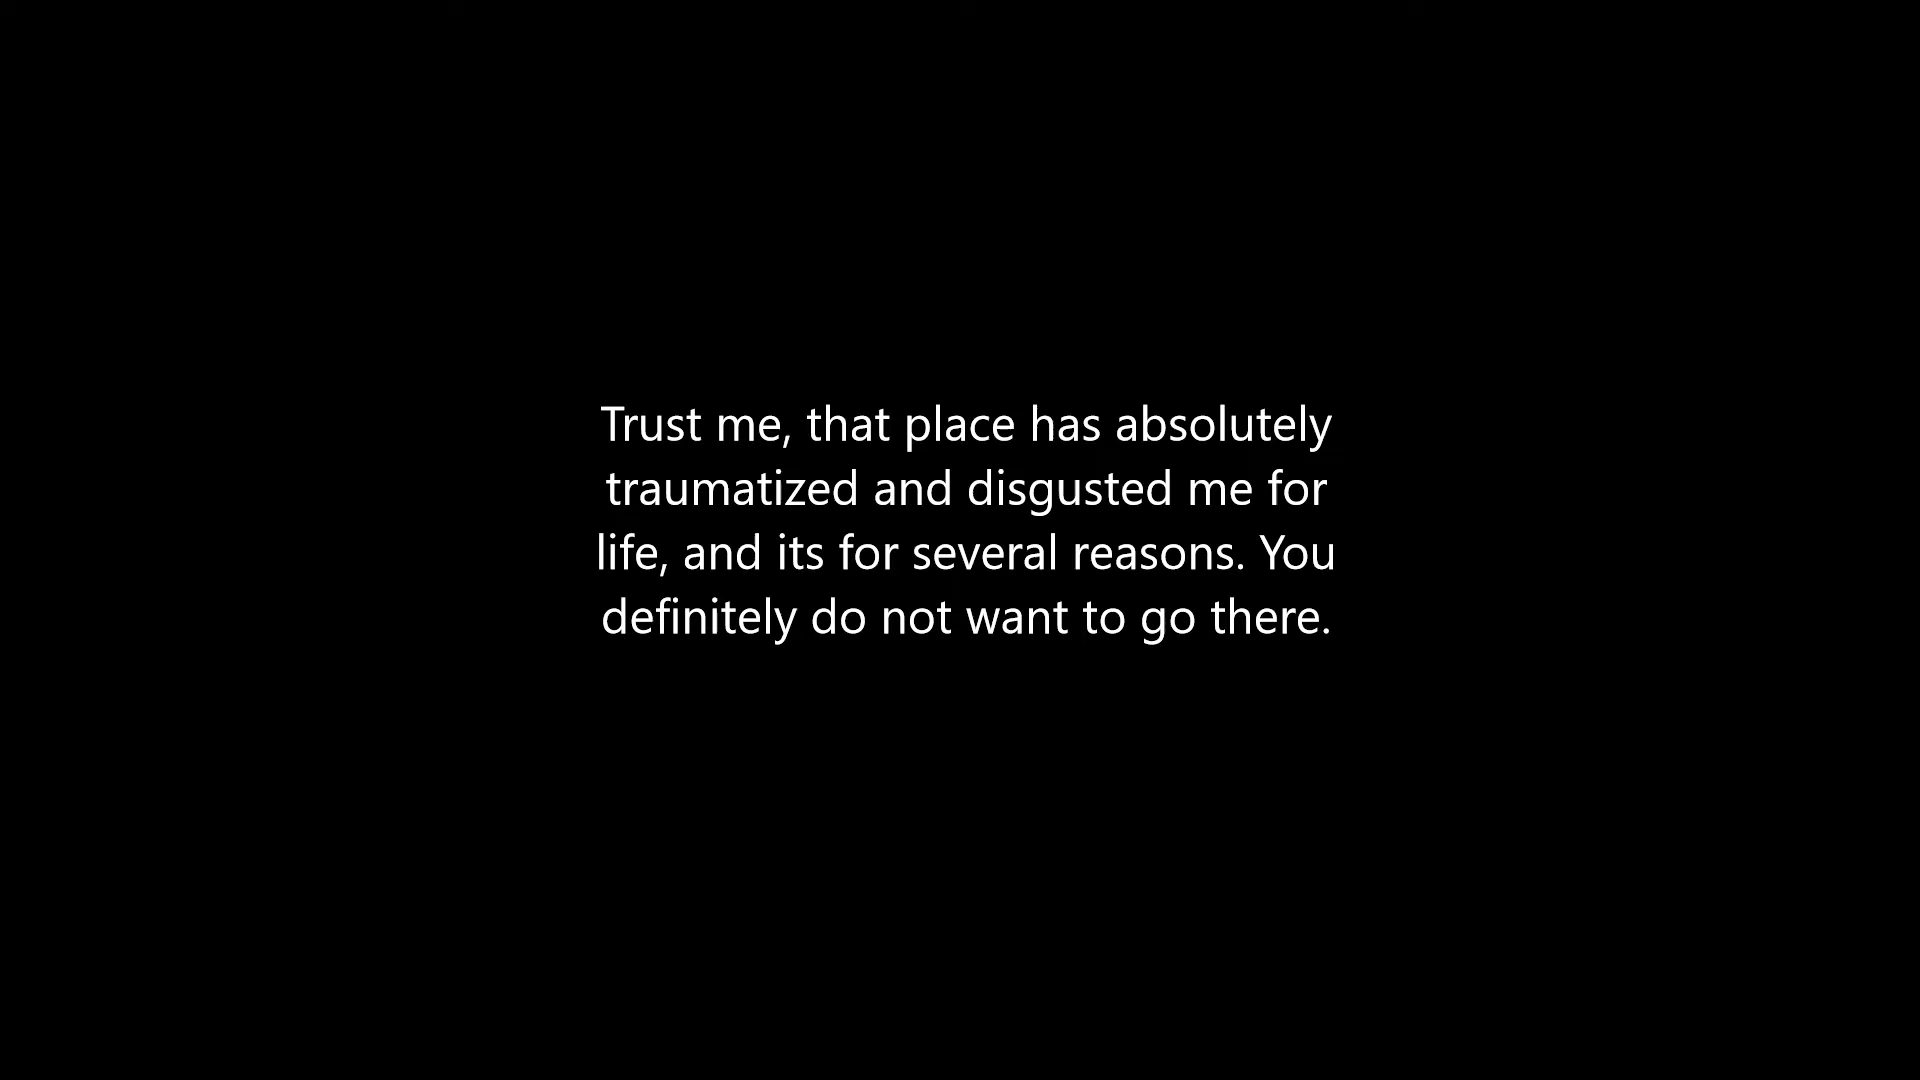 Trust me, that place has absolutely
traumatized and disgusted me for
life, and its for several reasons. You
definitely do not want to go there.